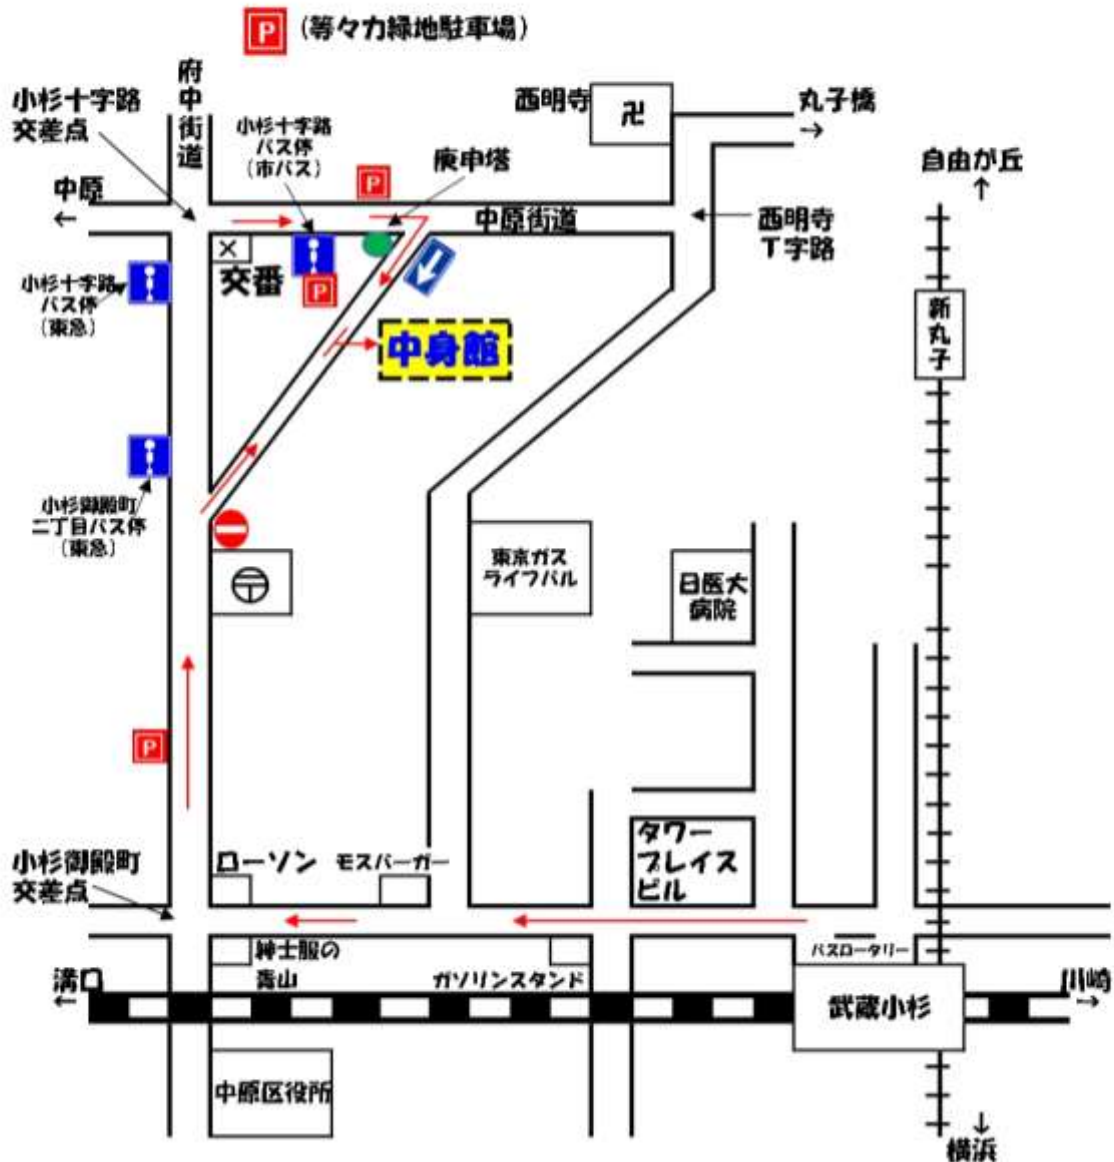 P (等々力緑地駐車場)
府中街道
小杉十字路
交差点
小杉十字路
バス停
(市バス)
P
庚申塔
西明寺
卍
丸子橋
→
自由が丘
↑
中原
←
中原街道
西明寺
T字路
交番
P
小杉十字路
バス停
(東急)
新丸子
中身館
小杉御殿町
二丁目バス停
(東急)
東京ガス
ライフバル
日医大
病院
P
タワー
プレイス
ビル
小杉御殿町
交差点
ローソン
モスバーガー
紳士服の
青山
ガソリンスタンド
バスロータリー
溝口
←
武蔵小杉
川崎
→
中原区役所
↓
横浜